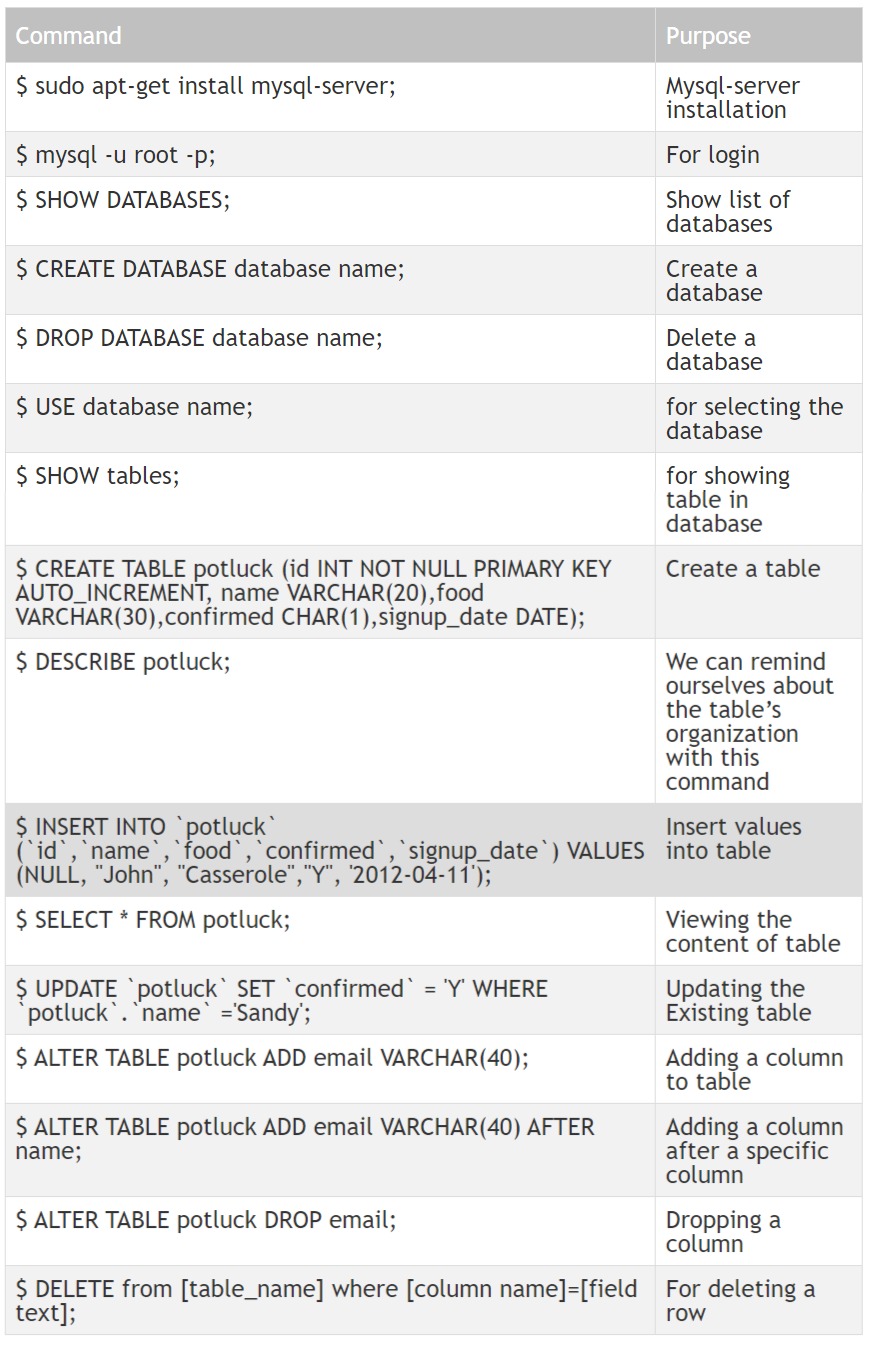 Command Purpose
$ sudo apt-get install mysql-server; Mysql-server
installation
$ mysql -u root -p; For login
$ SHOW DATABASES; Show list of
databases
$ CREATE DATABASE database name; Create a
database
$ DROP DATABASE database name; Delete a
database
$ USE database name; for selecting the
database
$ SHOW tables; for showing
table in
database
$ CREATE TABLE potluck (id INT NOT NULL PRIMARY KEY Create a table
AUTO_INCREMENT, name VARCHAR(20),food
VARCHAR(30),confirmed CHAR(1),signup_date DATE);
$ DESCRIBE potluck; We can remind
ourselves about
the table’s
organization
with this
command
$ INSERT INTO `potluck` Insert values
(`id`,`name`,`food`,`confirmed`,`signup_date`) VALUES into table
(NULL, "John", "Casserole","Y", '2012-04-11');
$ SELECT * FROM potluck; Viewing the
content of table
$ UPDATE `potluck` SET `confirmed` = 'Y' WHERE Updating the
`potluck`.`name` ='Sandy'; Existing table
$ ALTER TABLE potluck ADD email VARCHAR(40); Adding a column
to table
$ ALTER TABLE potluck ADD email VARCHAR(40) AFTER Adding a column
name; after a specific
column
$ ALTER TABLE potluck DROP email; Dropping a
column
$ DELETE from [table_name] where [column name]=[field For deleting a
text]; row